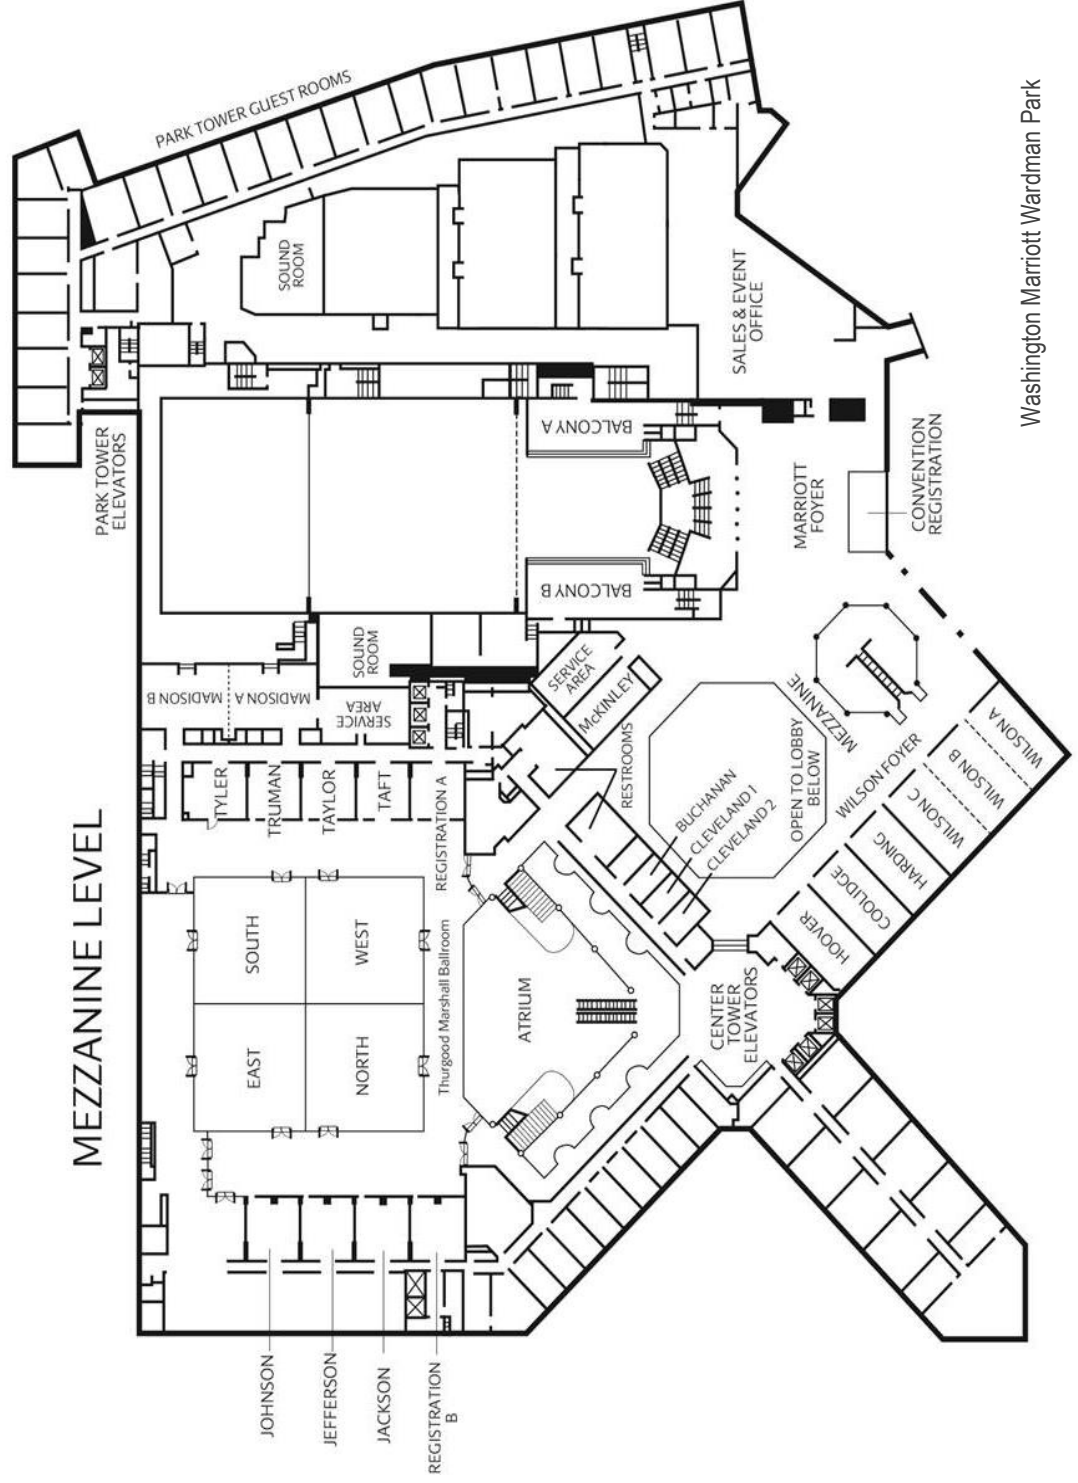 MEZZANINE LEVEL
PARK TOWER GUEST ROOMS
SOUND
ROOM
PARK TOWER
ELEVATORS
SALES & EVENT
OFFICE
BALCONY A
BALCONY B
MARRIOTT
FOYER
CONVENTION
REGISTRATION
SOUND
ROOM
MADISON B
MADISON A
SERVICE
AREA
SERVICE
AREA
McKINLEY
RESTROOMS
MEZZANINE
TYLER
TRUMAN
TAYLOR
TAFT
REGISTRATION A
BUCHANAN
CLEVELAND 1
CLEVELAND 2
OPEN TO LOBBY
BELOW
WILSON FOYER
WILSON A
WILSON B
WILSON C
HARDING
COOLIDGE
HOOVER
SOUTH
WEST
EAST
NORTH
Thurgood Marshall Ballroom
ATRIUM
CENTER
TOWER
ELEVATORS
JOHNSON
JEFFERSON
JACKSON
REGISTRATION
B
Washington Marriott Wardman Park